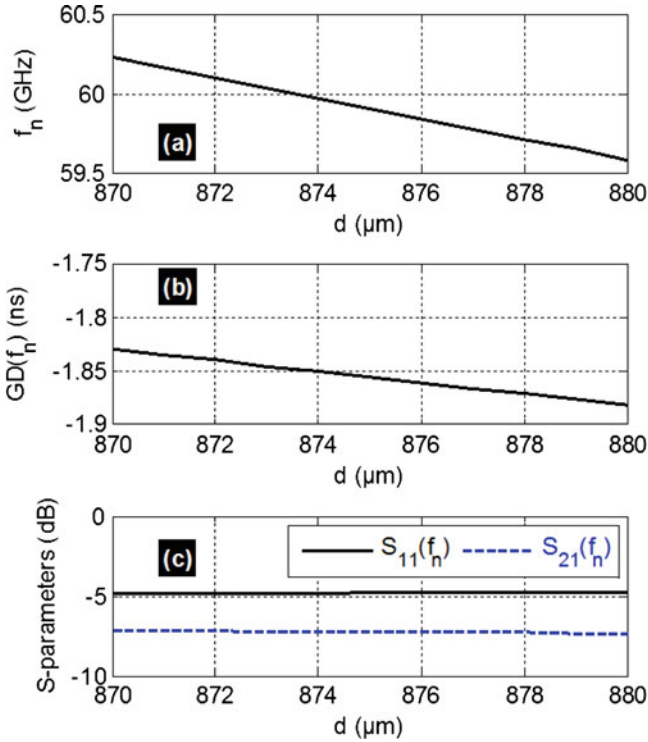 60.5
60
59.5
f_n (GHz)
(a)
870 872 874 876 878 880
d (µm)
-1.75
-1.8
-1.85
-1.9
GD(f_n) (ns)
(b)
870 872 874 876 878 880
d (µm)
0
-5
-10
S-parameters (dB)
(c)
S_11(f_n) S_21(f_n)
870 872 874 876 878 880
d (µm)